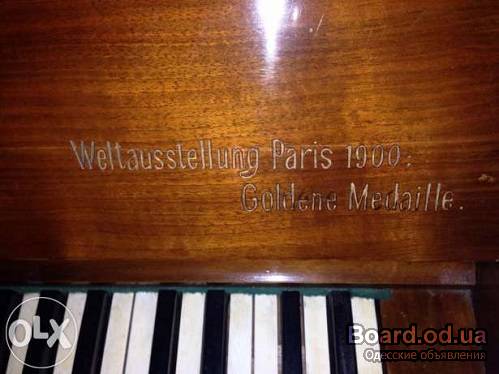 Weltausstellung Paris 1900:
Goldene Medaille.
OLX
Board.od.ua
Одесские объявления